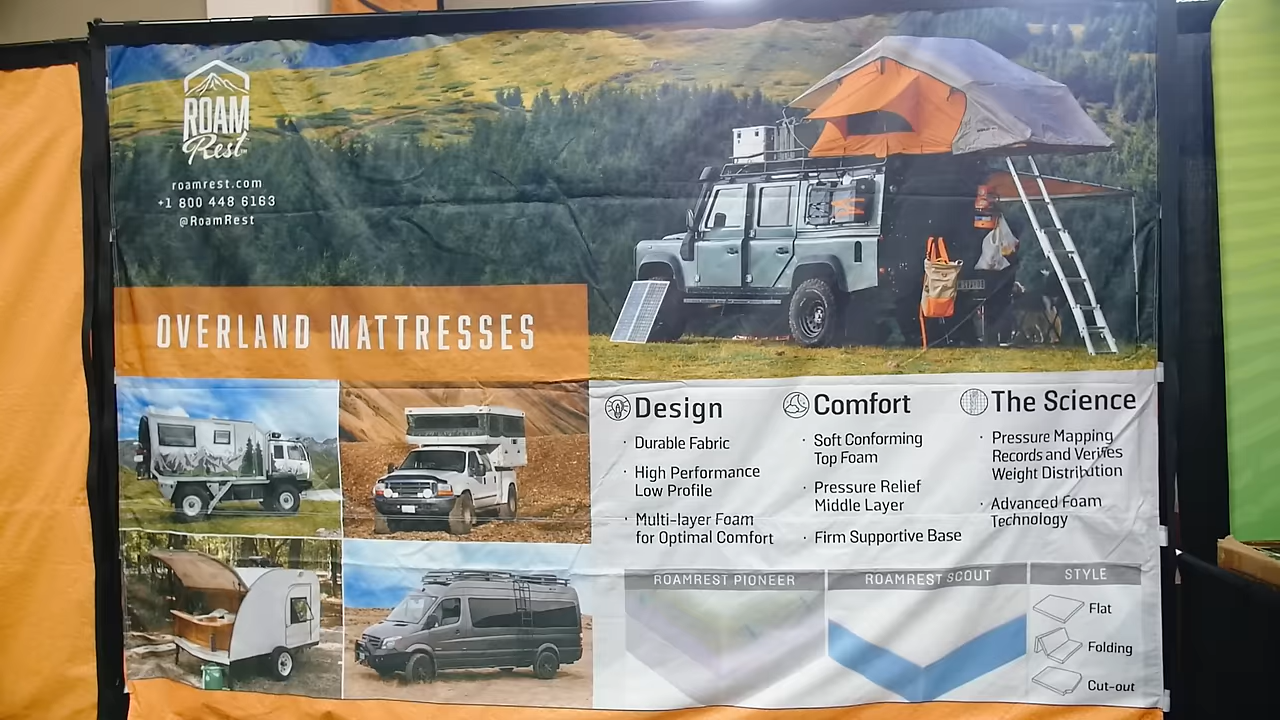 ROAM
Rest
roamrest.com
+1 800 448 6163
@RoamRest
OVERLAND MATTRESSES
Design
· Durable Fabric
· High Performance
Low Profile
· Multi-layer Foam
for Optimal Comfort
Comfort
· Soft Conforming
Top Foam
· Pressure Relief
Middle Layer
· Firm Supportive Base
The Science
· Pressure Mapping
Records and Verifies
Weight Distribution
· Advanced Foam
Technology
ROAMREST PIONEER
ROAMREST SCOUT
STYLE
Flat
Folding
Cut-out